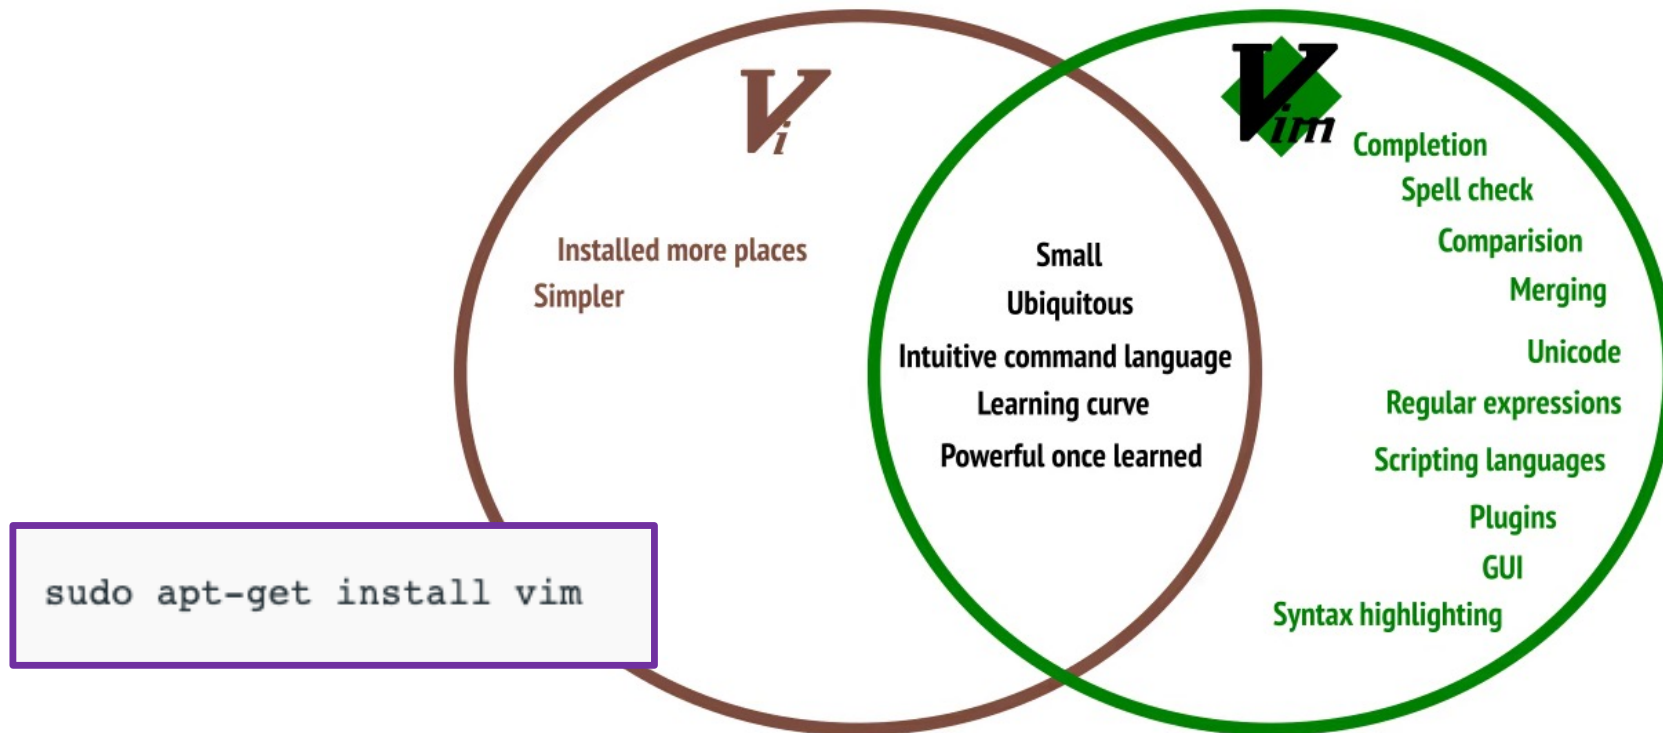 Vi
Installed more places
Simpler
sudo apt-get install vim
Small
Ubiquitous
Intuitive command language
Learning curve
Powerful once learned
Vim
Completion
Spell check
Comparision
Merging
Unicode
Regular expressions
Scripting languages
Plugins
GUI
Syntax highlighting